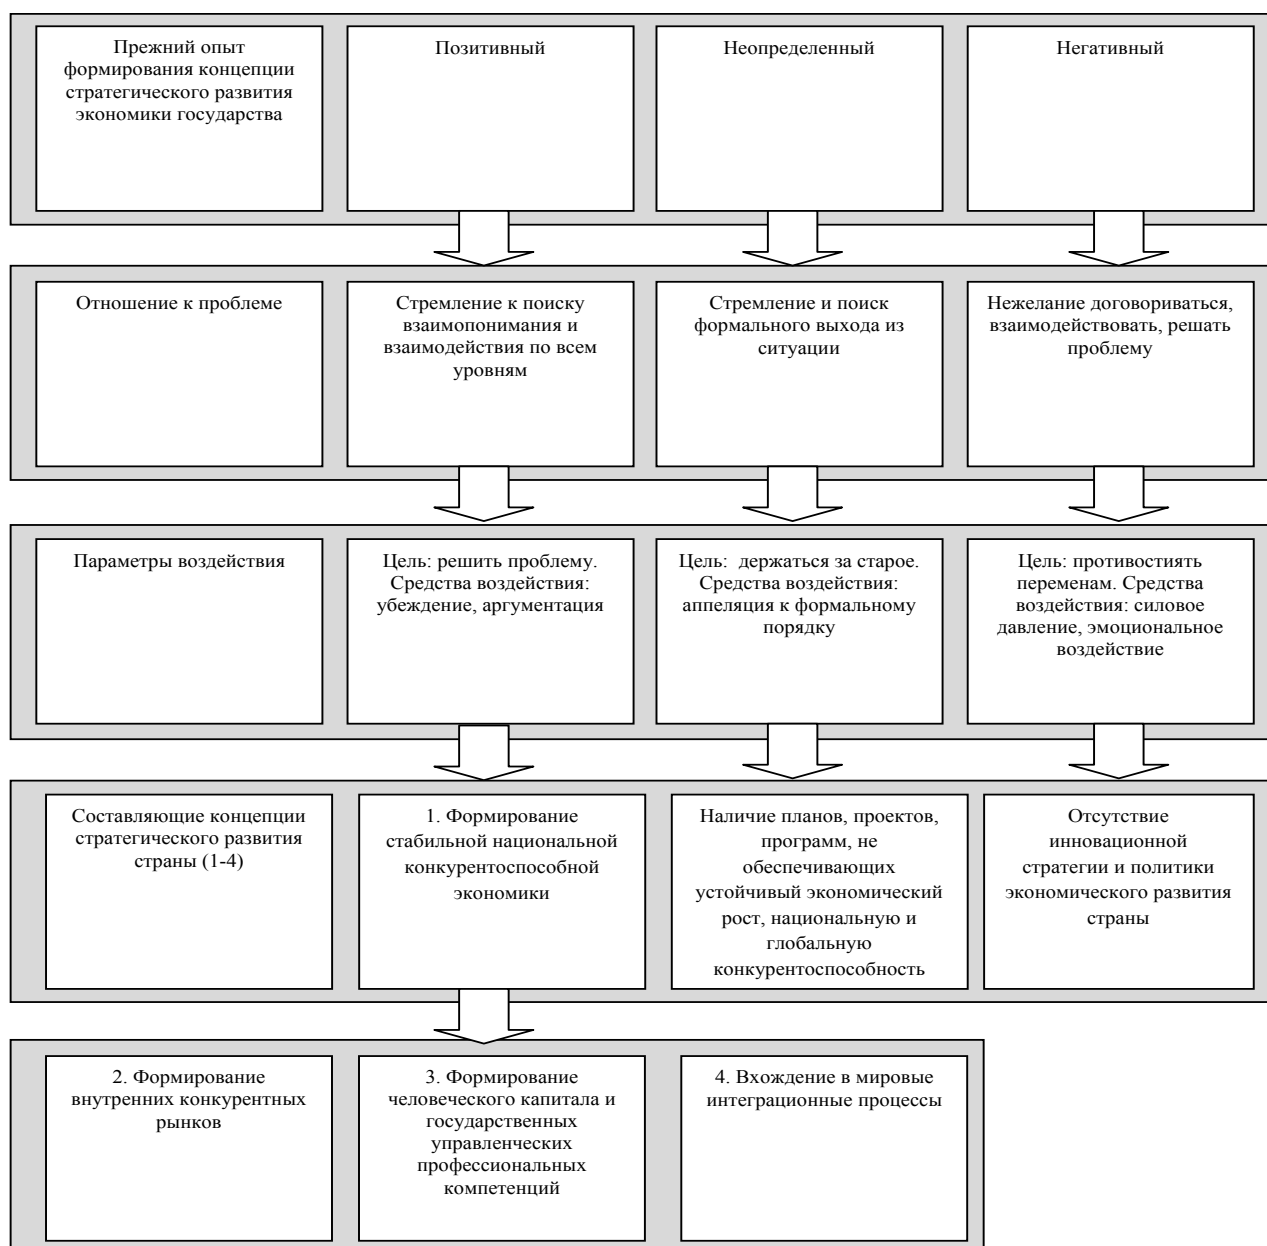 Прежний опыт
формирования концепции
стратегического развития
экономики государства
Позитивный
Неопределенный
Негативный
Отношение к проблеме
Стремление к поиску
взаимопонимания и
взаимодействия по всем
уровням
Стремление и поиск
формального выхода из
ситуации
Нежелание договориваться,
взаимодействовать, решать
проблему
Параметры воздействия
Цель: решить проблему.
Средства воздействия:
убеждение, аргументация
Цель: держаться за старое.
Средства воздействия:
аппеляция к формальному
порядку
Цель: противостиять
переменам. Средства
воздействия: силовое
давление, эмоциональное
воздействие
Составляющие концепции
стратегического развития
страны (1-4)
1. Формирование
стабильной национальной
конкурентоспособной
экономики
Наличие планов, проектов,
программ, не
обеспечивающих
устойчивый экономический
рост, национальную и
глобальную
конкурентоспособность
Отсутствие
инновационной
стратегии и политики
экономического развития
страны
2. Формирование
внутренних конкурентных
рынков
3. Формирование
человеческого капитала и
государственных
управленческих
профессиональных
компетенций
4. Вхождение в мировые
интеграционные процессы